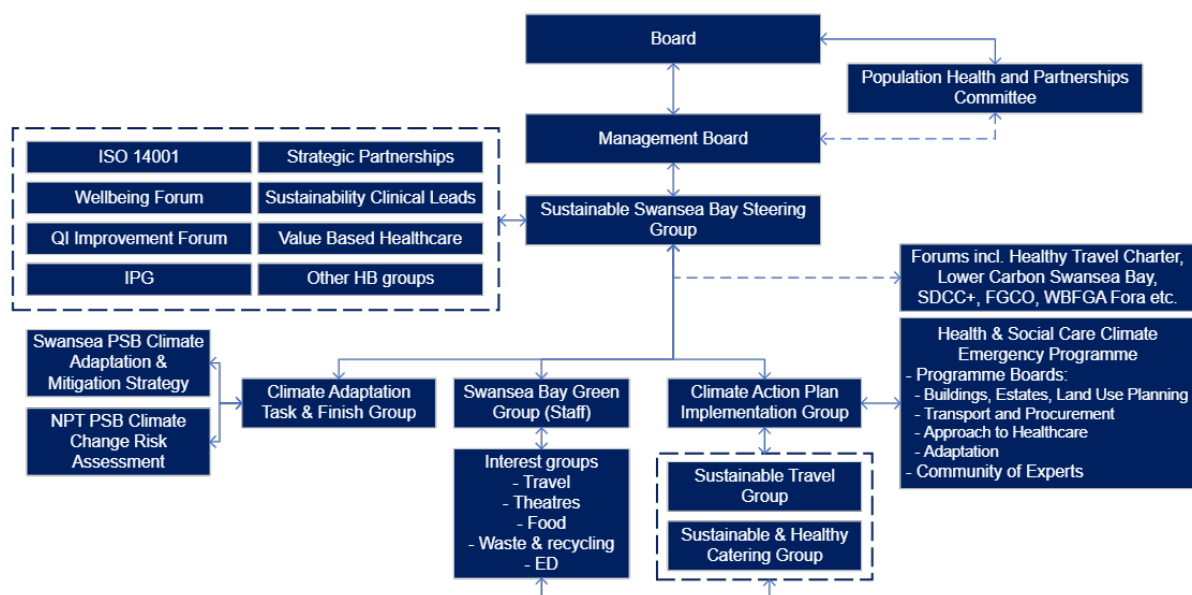 Board
Population Health and Partnerships
Committee
Management Board
ISO 14001
Strategic Partnerships
Wellbeing Forum
Sustainability Clinical Leads
QI Improvement Forum
Value Based Healthcare
IPG
Other HB groups
Sustainable Swansea Bay Steering
Group
Forums incl. Healthy Travel Charter,
Lower Carbon Swansea Bay,
SDCC+, FGCO, WBFGA Fora etc.
Swansea PSB Climate
Adaptation &
Mitigation Strategy
NPT PSB Climate
Change Risk
Assessment
Climate Adaptation
Task & Finish Group
Swansea Bay Green
Group (Staff)
Climate Action Plan
Implementation Group
Health & Social Care Climate
Emergency Programme
- Programme Boards:
- Buildings, Estates, Land Use Planning
- Transport and Procurement
- Approach to Healthcare
- Adaptation
- Community of Experts
Interest groups
- Travel
- Theatres
- Food
- Waste & recycling
- ED
Sustainable Travel
Group
Sustainable & Healthy
Catering Group